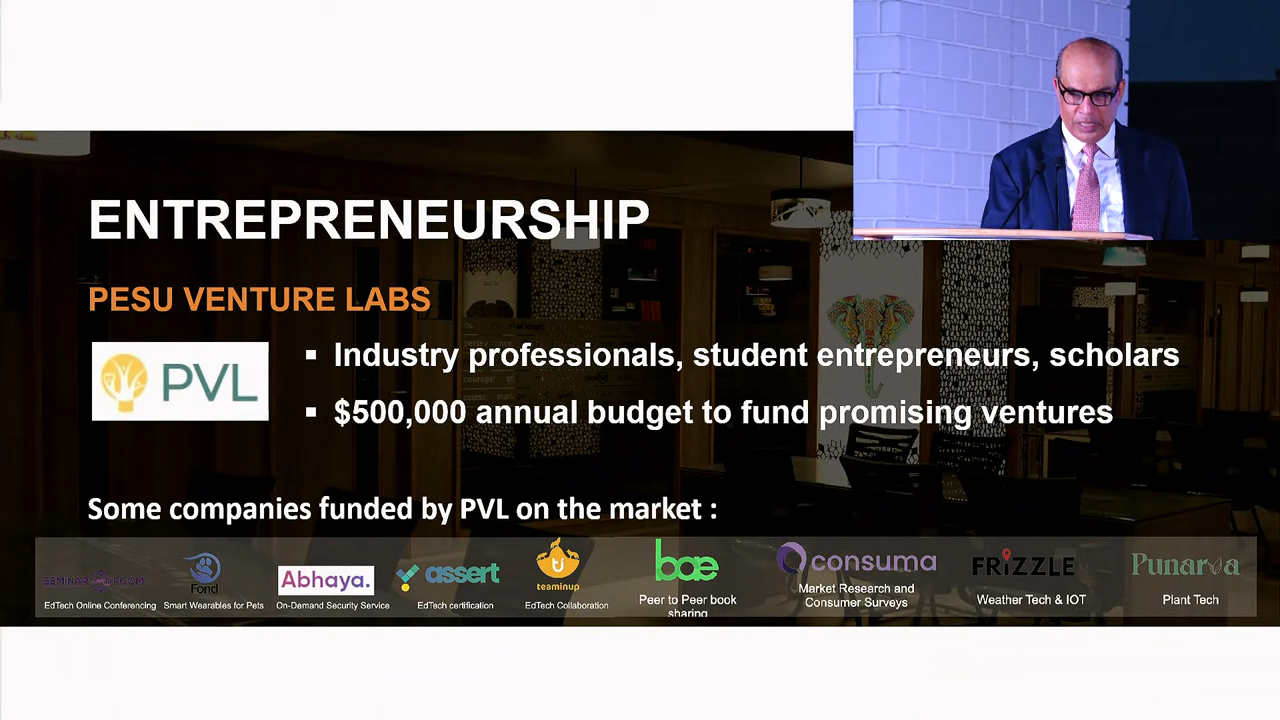 ENTREPRENEURSHIP
PESU VENTURE LABS
PVL
▪ Industry professionals, student entrepreneurs, scholars
▪ $500,000 annual budget to fund promising ventures
Some companies funded by PVL on the market :
SEMINAR ROOM
EdTech Online Conferencing
Fond
Smart Wearables for Pets
Abhaya.
On-Demand Security Service
assert
EdTech certification
teaminup
EdTech Collaboration
bae
Peer to Peer book
sharing
consuma
Market Research and
Consumer Surveys
FRIZZLE
Weather Tech & IOT
Punarva
Plant Tech